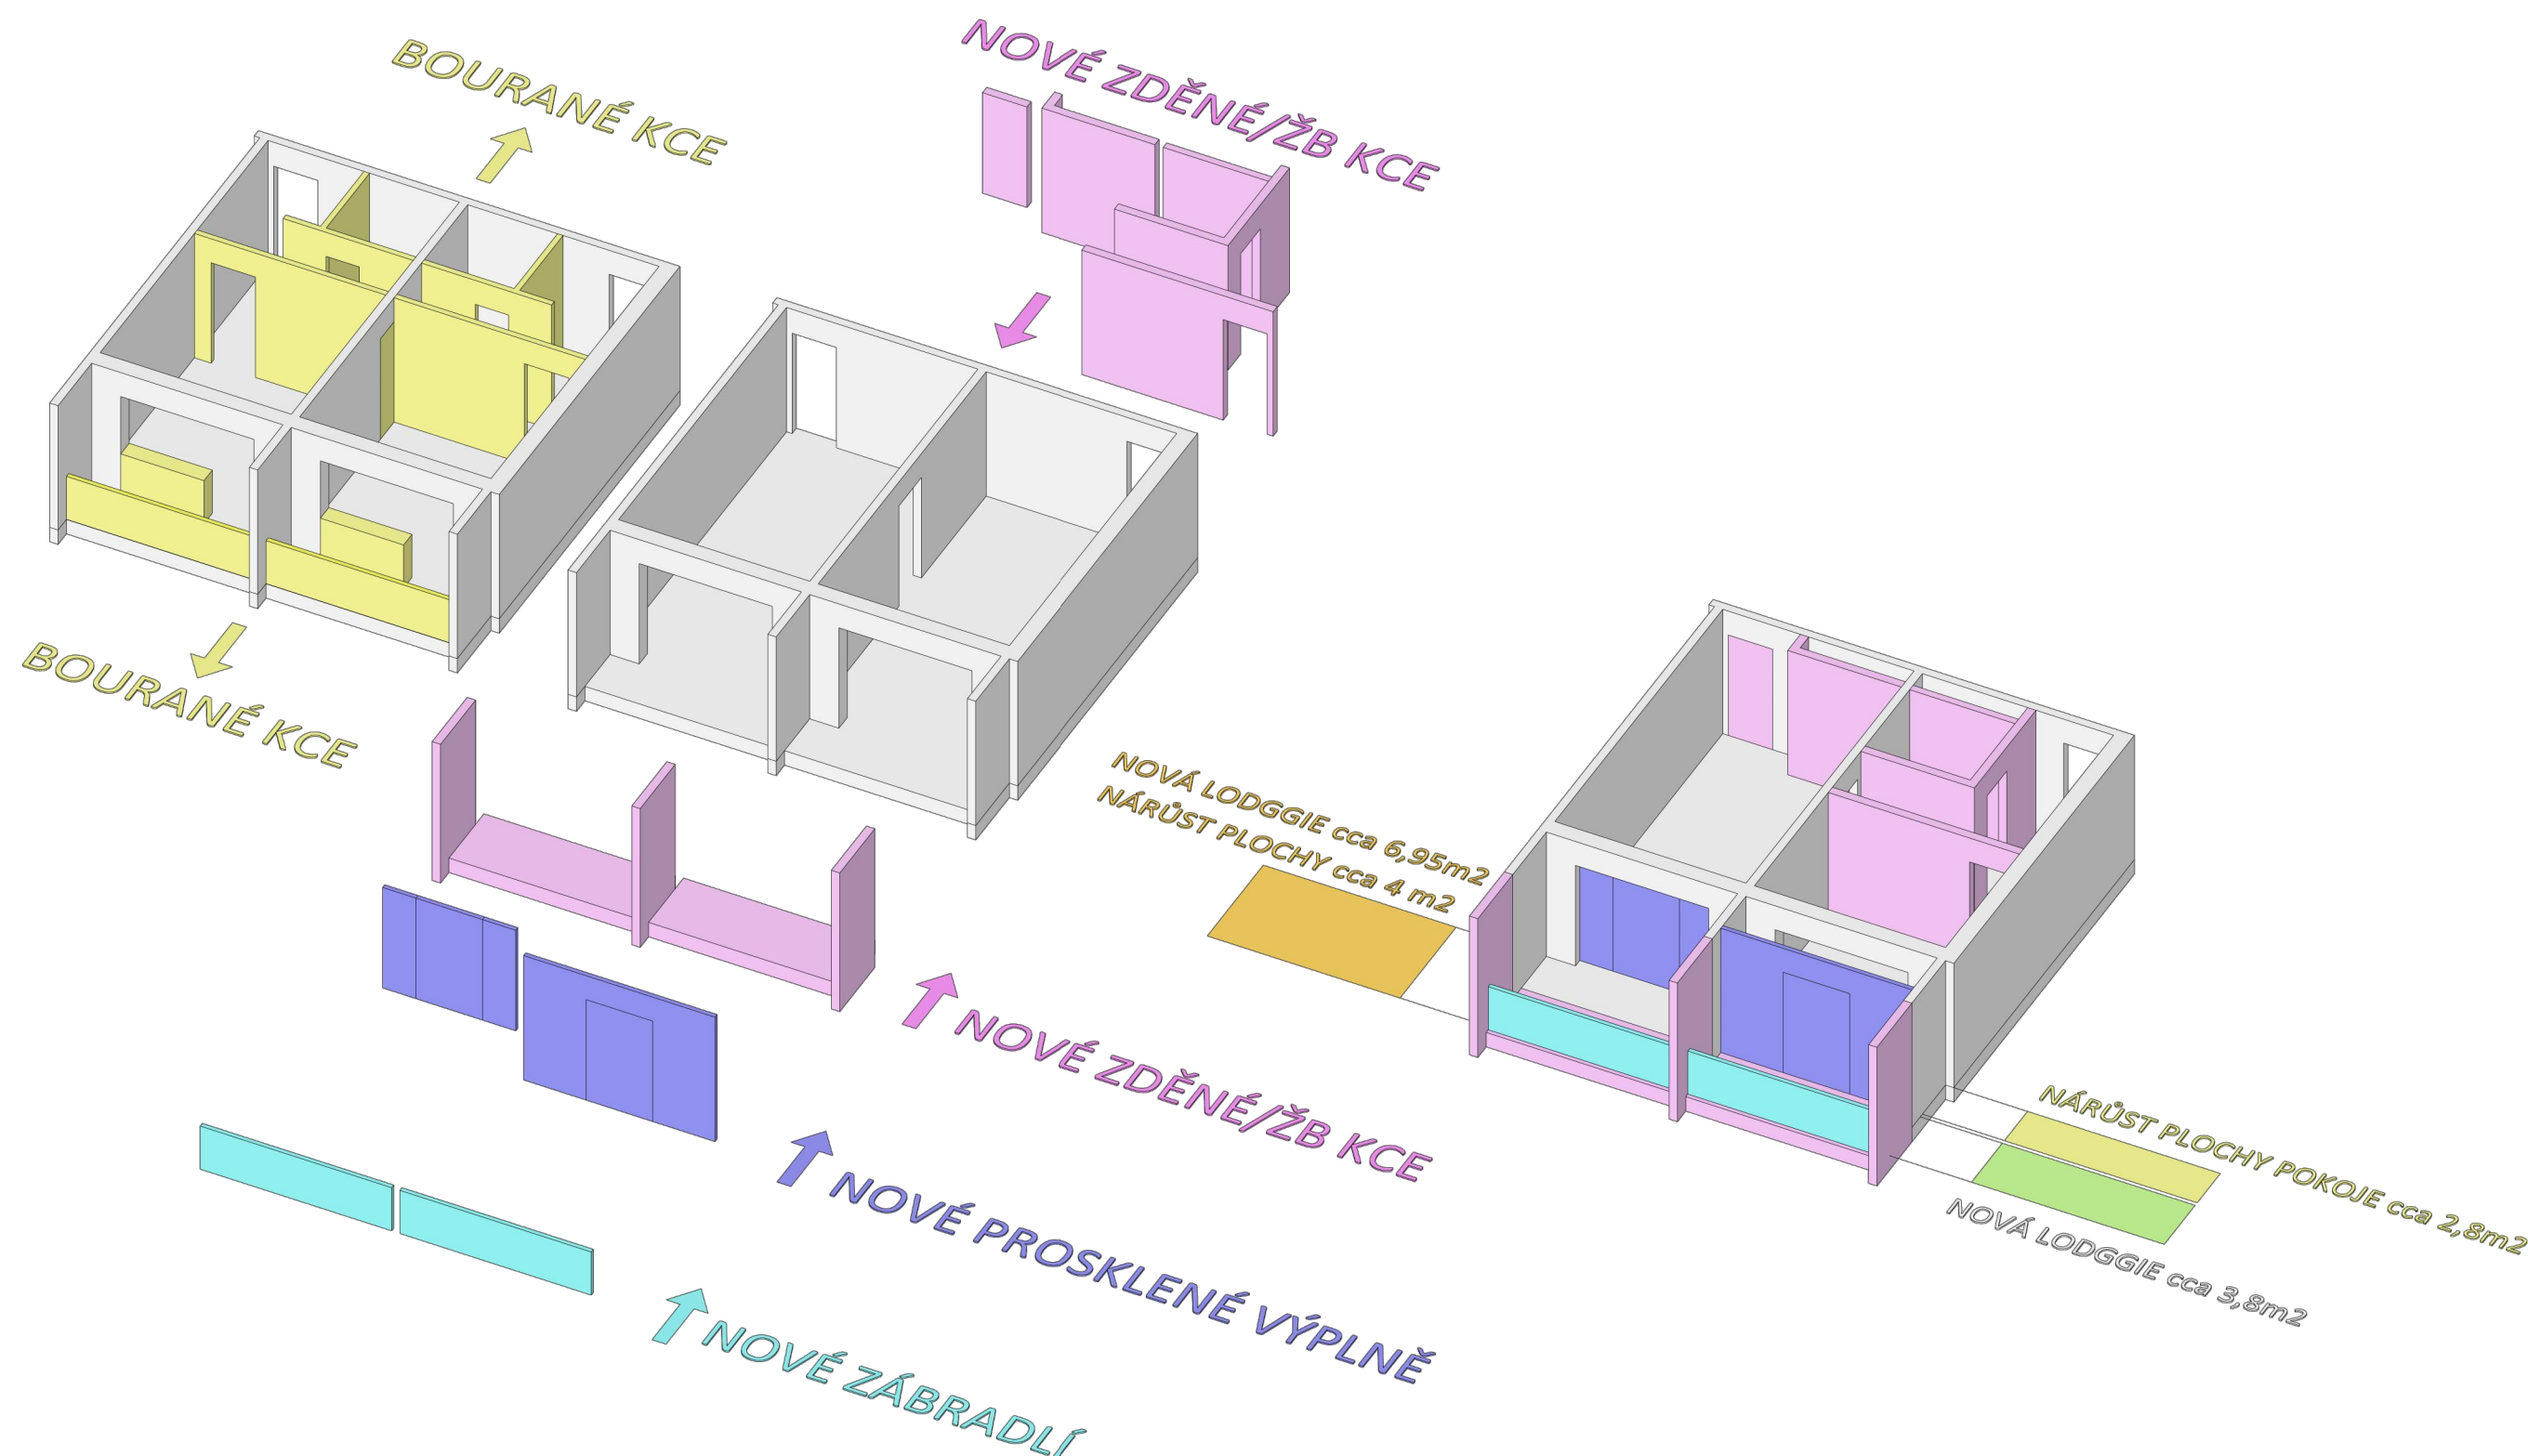 BOURANÉ KCE
NOVÉ ZDĚNÉ/ŽB KCE
BOURANÉ KCE
NOVÁ LODGGIE cca 6,95m2
NÁRŮST PLOCHY cca 4 m2
NOVÉ ZDĚNÉ/ŽB KCE
NÁRŮST PLOCHY POKOJE cca 2,8m2
NOVÁ LODGGIE cca 3,8m2
NOVÉ PROSKLENÉ VÝPLNĚ
NOVÉ ZÁBRADLÍ